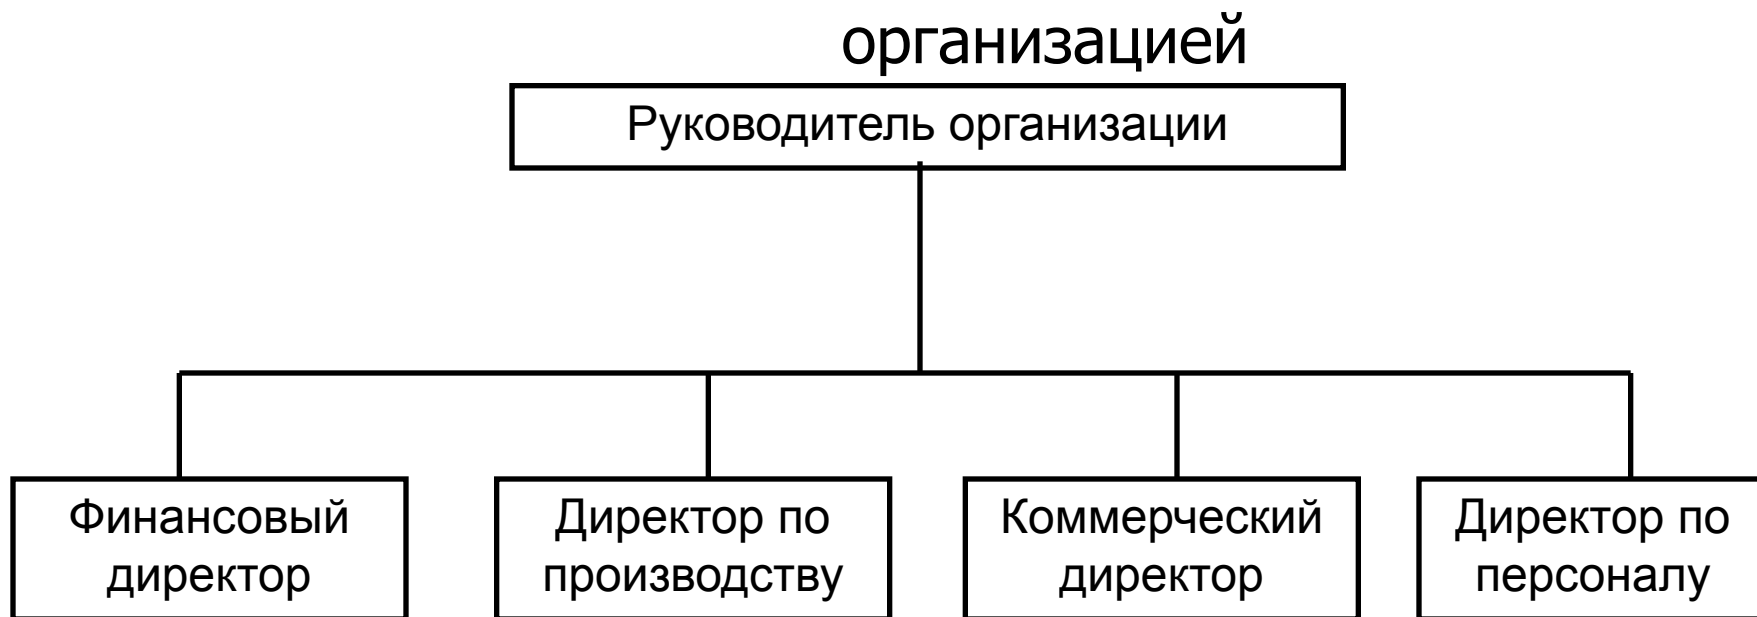 организацией
Руководитель организации
Финансовый
директор
Директор по
производству
Коммерческий
директор
Директор по
персоналу